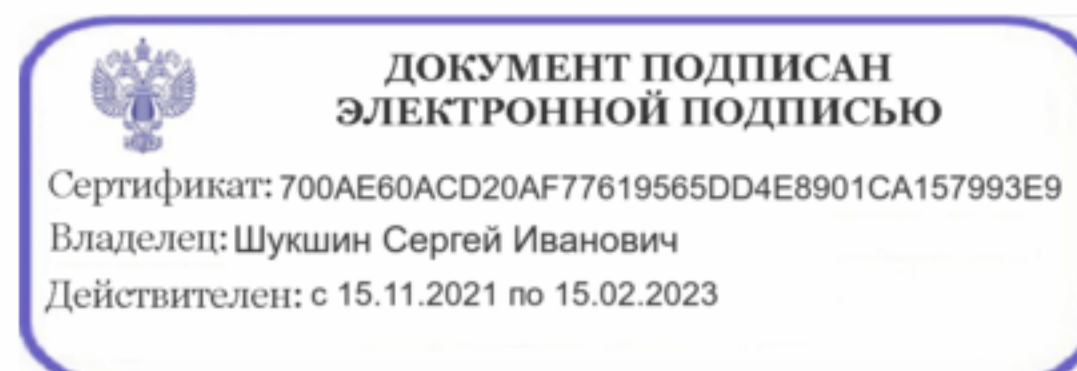 ДОКУМЕНТ ПОДПИСАН
ЭЛЕКТРОННОЙ ПОДПИСЬЮ
Сертификат: 700AE60ACD20AF77619565DD4E8901CA157993E9
Владелец: Шукшин Сергей Иванович
Действителен: с 15.11.2021 по 15.02.2023